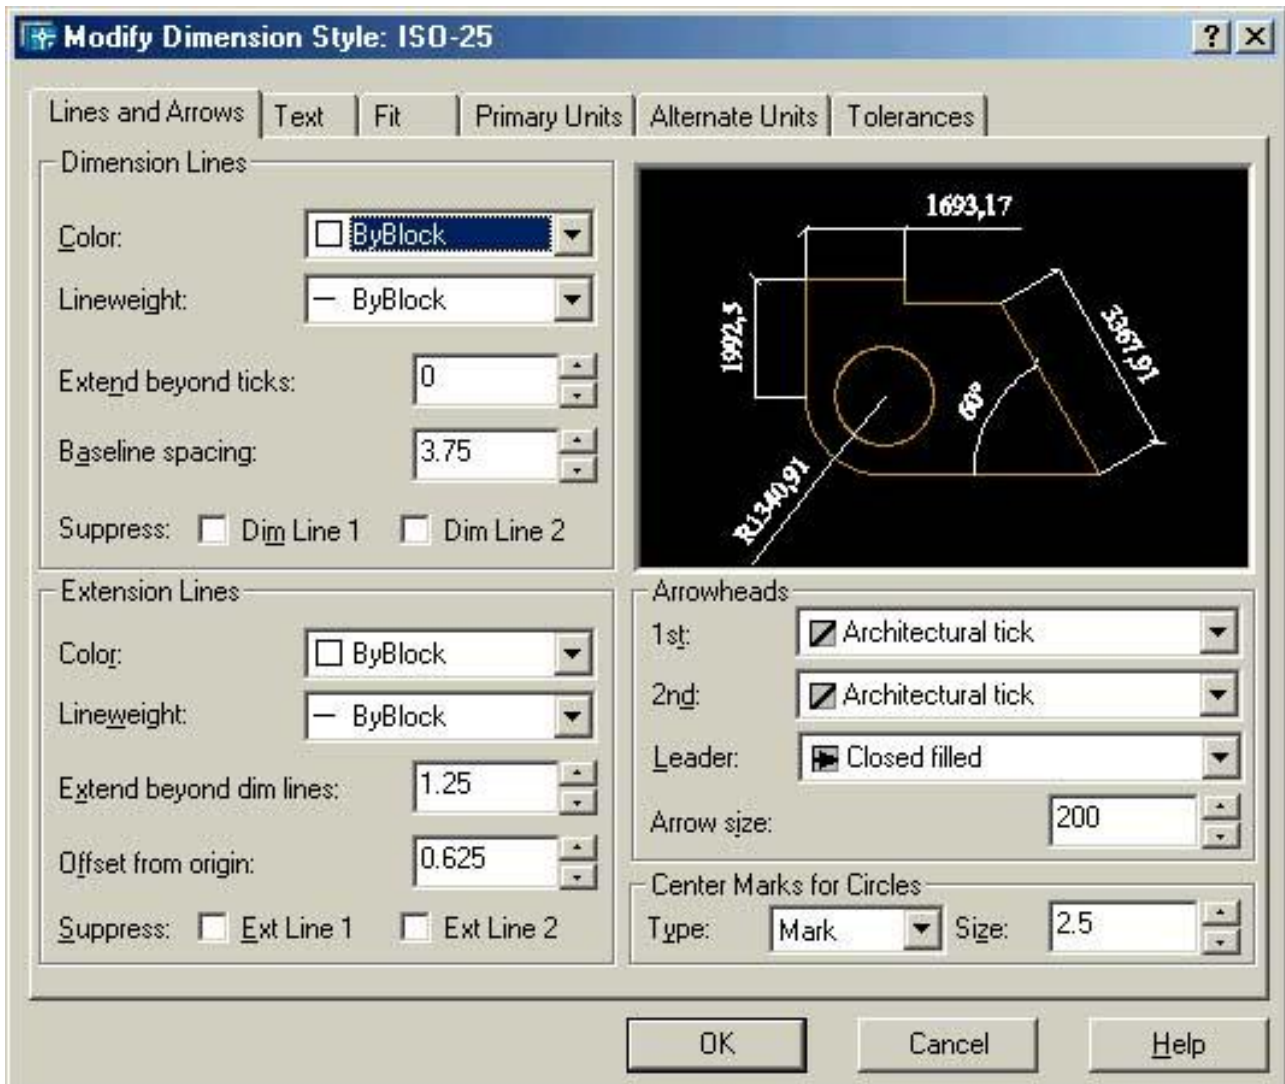 Modify Dimension Style: ISO-25
Lines and Arrows Text Fit Primary Units Alternate Units Tolerances
Dimension Lines
Color: ByBlock
Lineweight: ByBlock
Extend beyond ticks: 0
Baseline spacing: 3.75
Suppress: Dim Line 1 Dim Line 2
1693,17
1992,5
3367,91
60°
R1340,91
Extension Lines
Color: ByBlock
Lineweight: ByBlock
Extend beyond dim lines: 1.25
Offset from origin: 0.625
Suppress: Ext Line 1 Ext Line 2
Arrowheads
1st: Architectural tick
2nd: Architectural tick
Leader: Closed filled
Arrow size: 200
Center Marks for Circles
Type: Mark Size: 2.5
OK Cancel Help